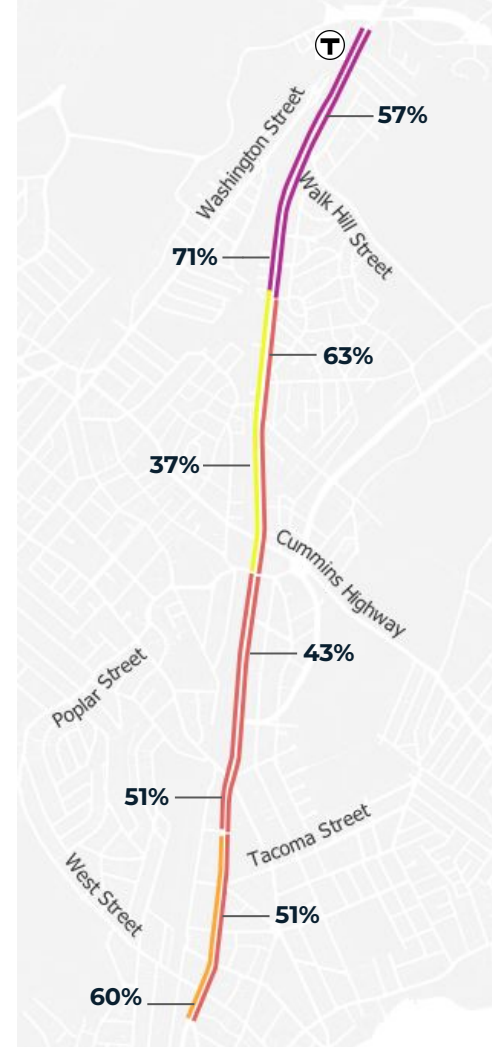 T
57%
Washington Street
Walk Hill Street
71%
63%
37%
Cummins Highway
43%
Poplar Street
51%
Tacoma Street
West Street
51%
60%